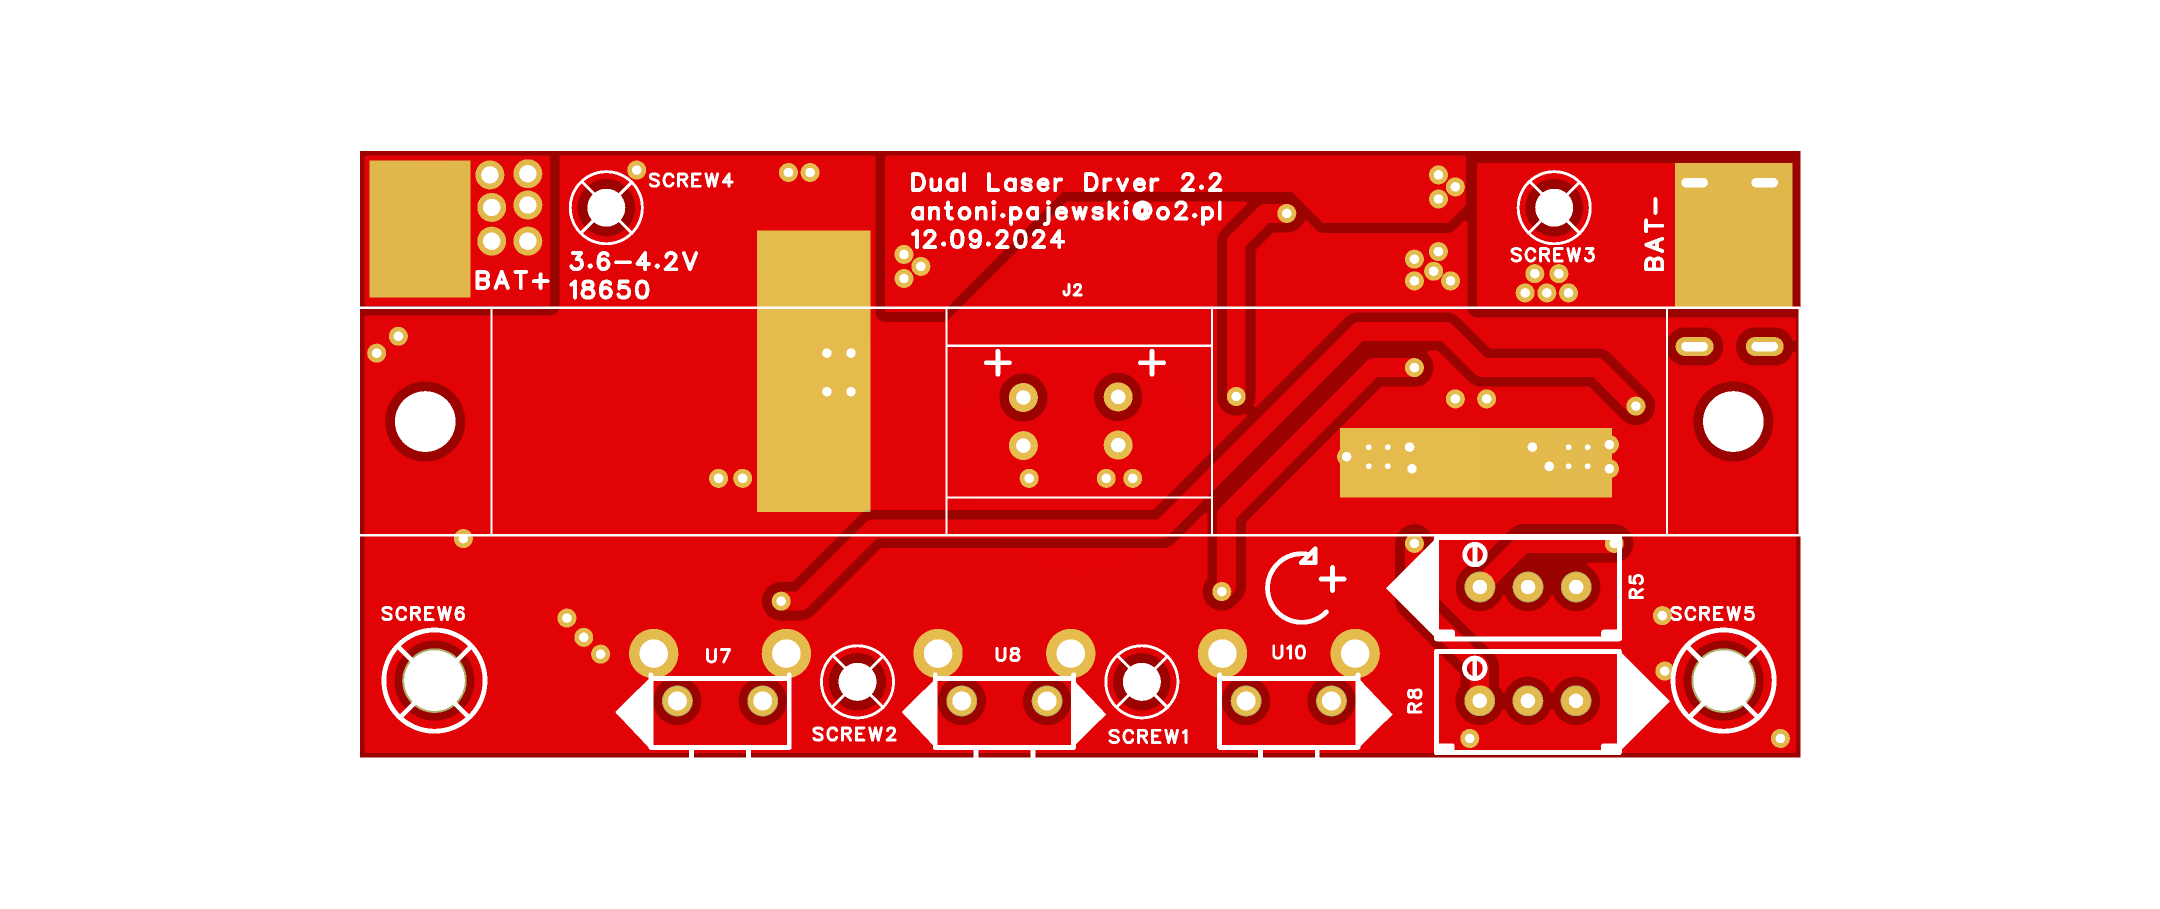 SCREW4
Dual Laser Drver 2.2
antoni.pajewski@o2.pl
12.09.2024
3.6-4.2V
18650
BAT+
SCREW3
BAT-
J2
+ +
+
SCREW6
SCREW5
R5
U7
U8
U10
R8
SCREW2
SCREW1